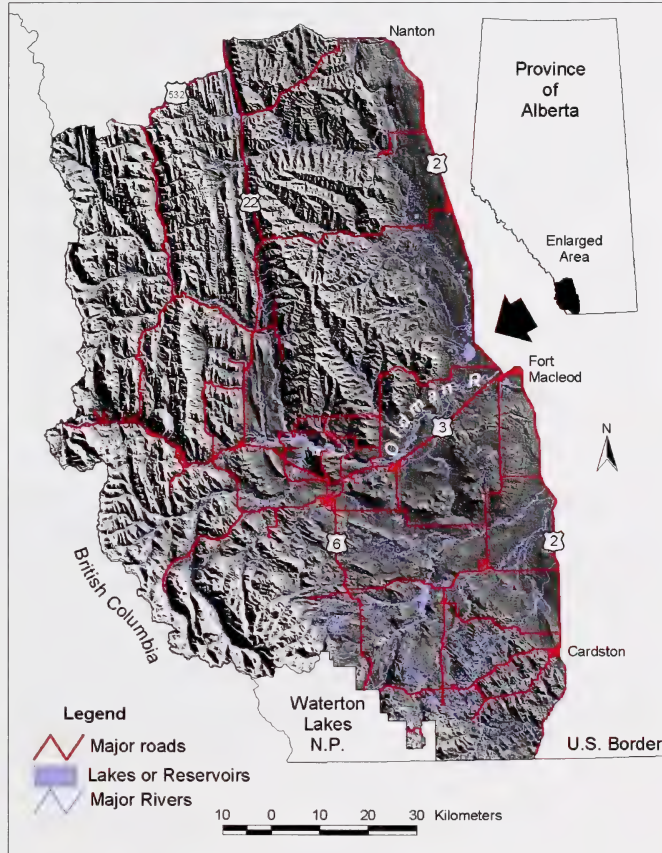 Nanton
532
Province
of
Alberta
2
22
Enlarged
Area
Fort
Macleod
Oldman R
3
N
6
2
British Columbia
Cardston
Waterton
Lakes
N.P.
U.S. Border
Legend
Major roads
Lakes or Reservoirs
Major Rivers
10 0 10 20 30 Kilometers